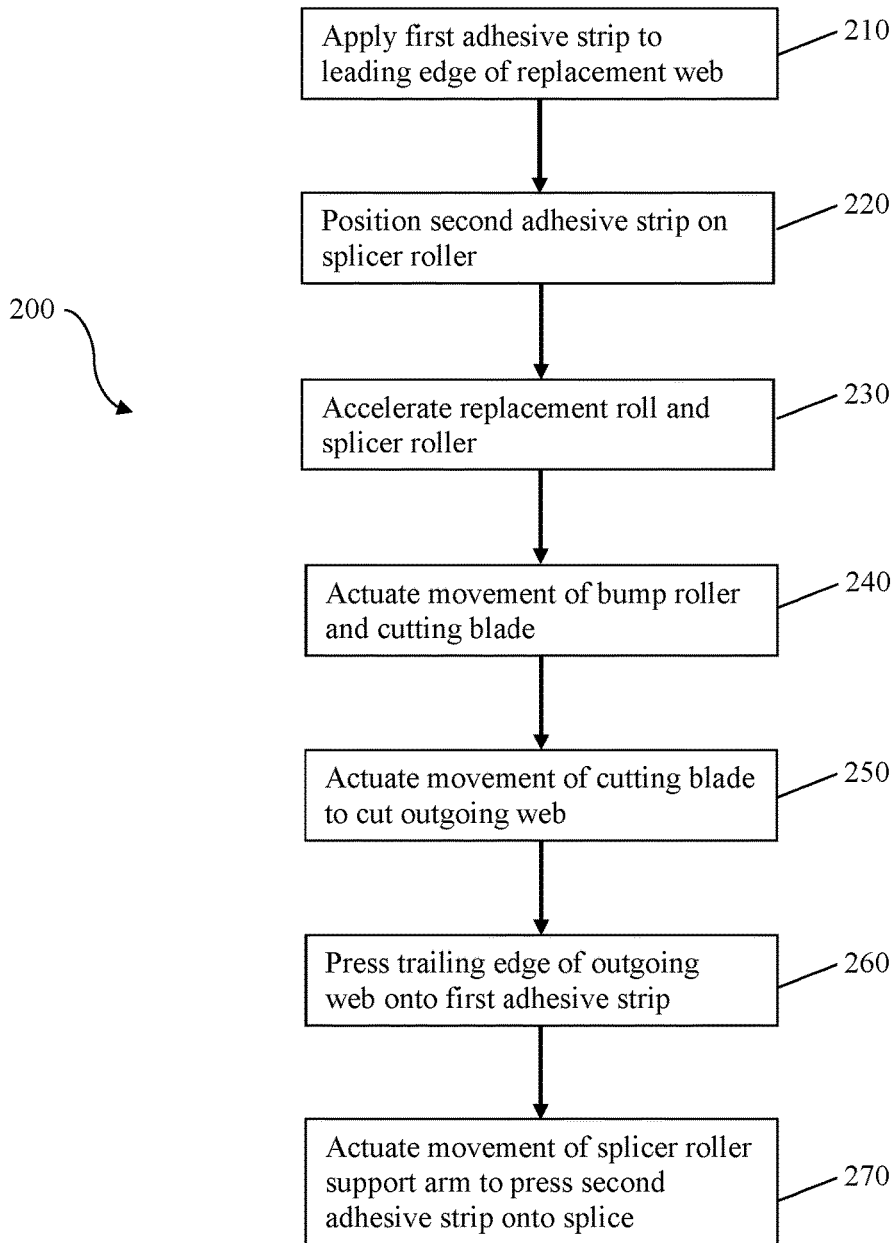 Apply first adhesive strip to
leading edge of replacement web
210
Position second adhesive strip on
splicer roller
220
200
Accelerate replacement roll and
splicer roller
230
Actuate movement of bump roller
and cutting blade
240
Actuate movement of cutting blade
to cut outgoing web
250
Press trailing edge of outgoing
web onto first adhesive strip
260
Actuate movement of splicer roller
support arm to press second
adhesive strip onto splice
270